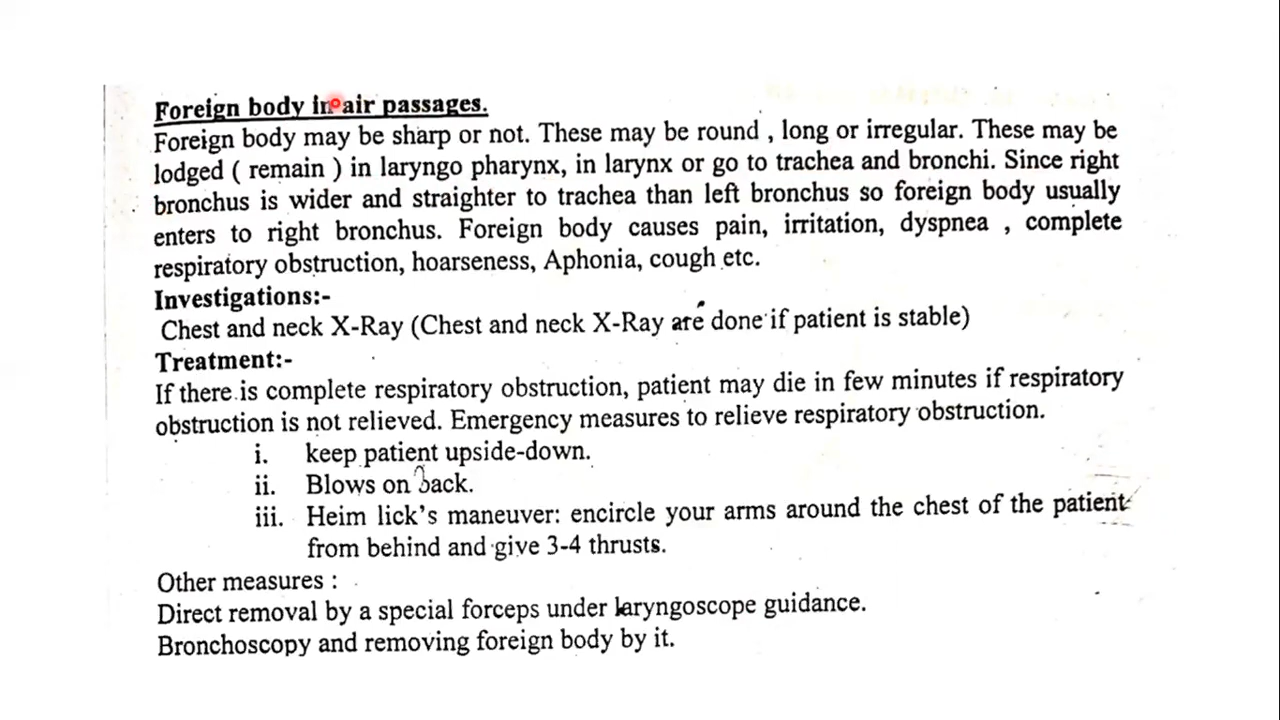 Foreign body in air passages.
Foreign body may be sharp or not. These may be round , long or irregular. These may be
lodged ( remain ) in laryngo pharynx, in larynx or go to trachea and bronchi. Since right
bronchus is wider and straighter to trachea than left bronchus so foreign body usually
enters to right bronchus. Foreign body causes pain, irritation, dyspnea , complete
respiratory obstruction, hoarseness, Aphonia, cough etc.
Investigations:-
Chest and neck X-Ray (Chest and neck X-Ray are done if patient is stable)
Treatment:-
If there is complete respiratory obstruction, patient may die in few minutes if respiratory
obstruction is not relieved. Emergency measures to relieve respiratory obstruction.
i. keep patient upside-down.
ii. Blows on back.
iii. Heim lick's maneuver: encircle your arms around the chest of the patient
from behind and give 3-4 thrusts.
Other measures :
Direct removal by a special forceps under laryngoscope guidance.
Bronchoscopy and removing foreign body by it.